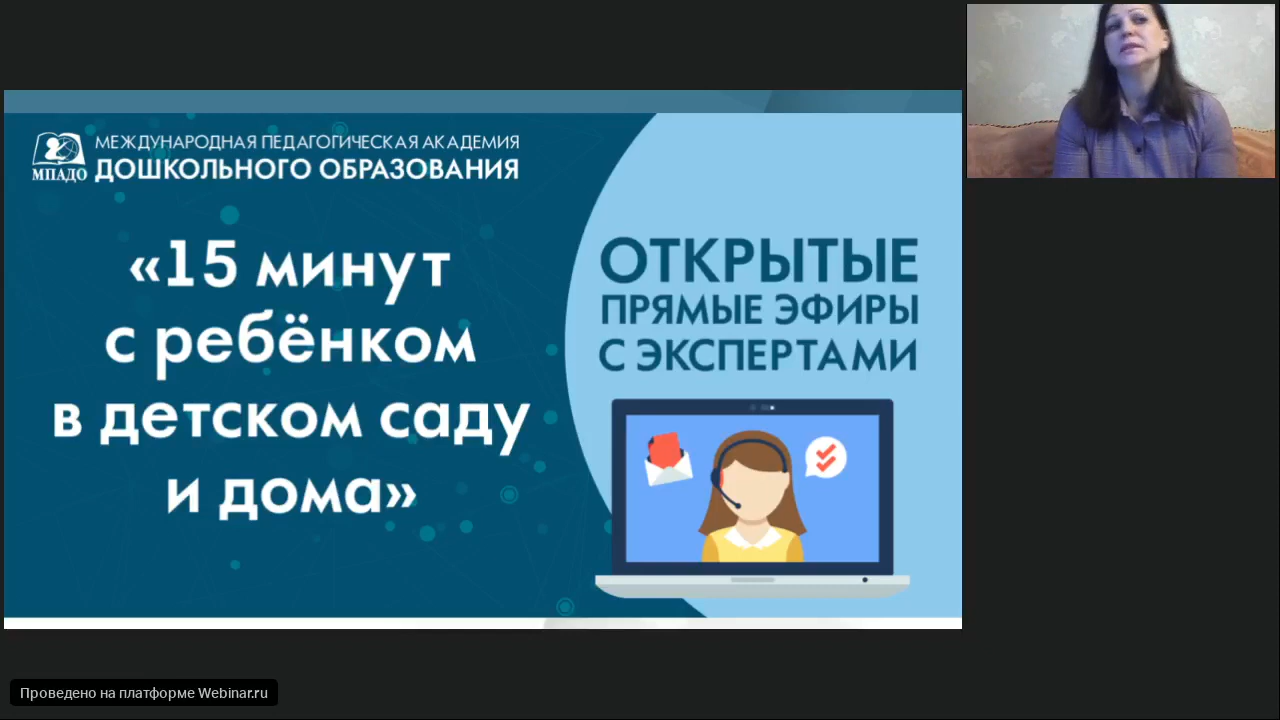 МЕЖДУНАРОДНАЯ ПЕДАГОГИЧЕСКАЯ АКАДЕМИЯ
ДОШКОЛЬНОГО ОБРАЗОВАНИЯ
МПАДО
«15 минут
с ребёнком
в детском саду
и дома»
ОТКРЫТЫЕ
ПРЯМЫЕ ЭФИРЫ
С ЭКСПЕРТАМИ
Проведено на платформе Webinar.ru